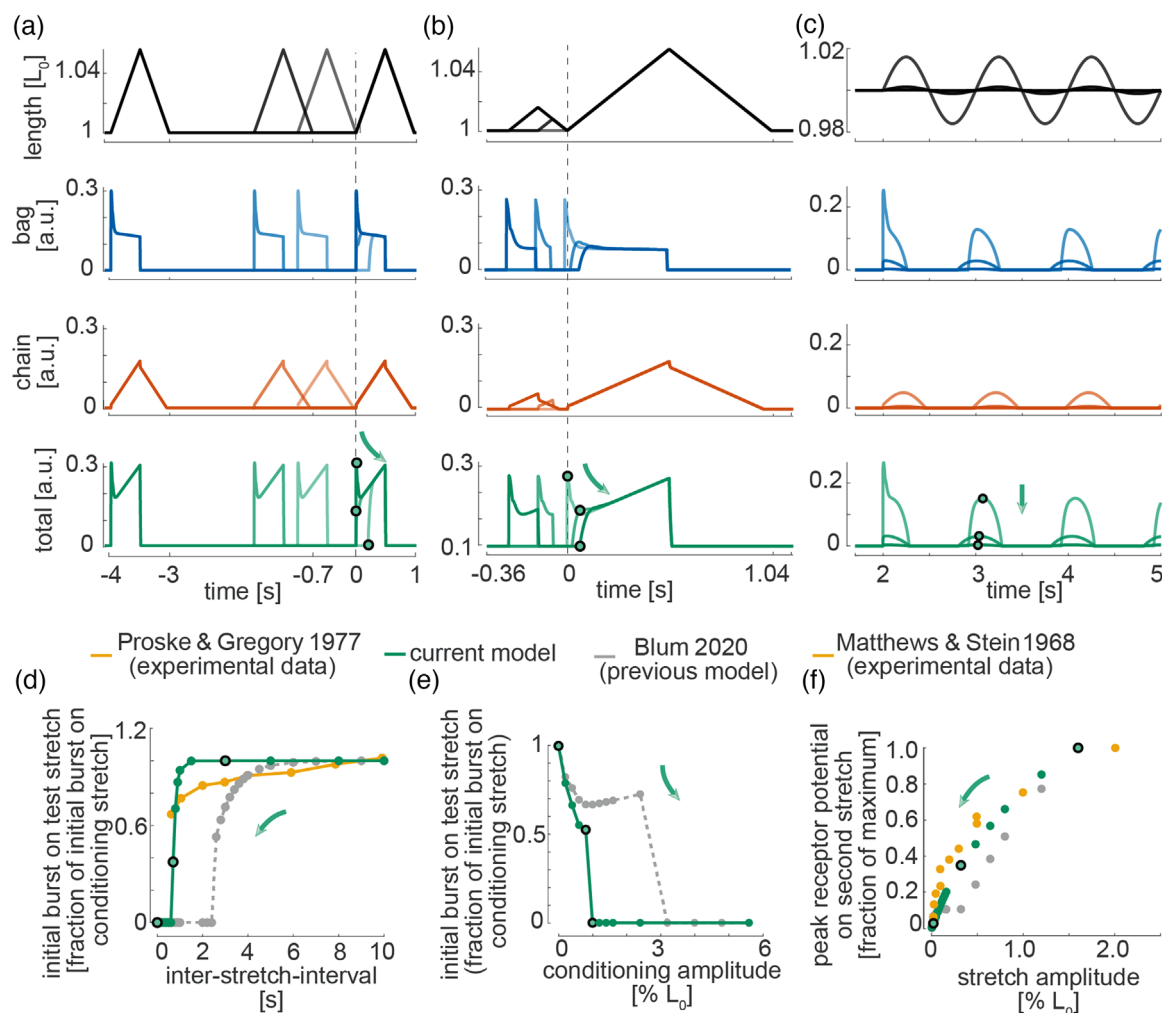 (a)
(b)
(c)
length [L0]
1.04
1
1.04
1
1.02
0.98
bag
[a.u.]
0.3
0
0.3
0
0.2
0
chain
[a.u.]
0.3
0
0.3
0
0.2
0
total [a.u.]
0.3
0
0.3
0.1
0.2
0
-4
-3
-0.7
0
1
time [s]
-0.36
0
1.04
time [s]
2
3
4
5
time [s]
Proske & Gregory 1977
(experimental data)
current model
Blum 2020
(previous model)
Matthews & Stein 1968
(experimental data)
(d)
initial burst on test stretch
[fraction of initial burst on
conditioning stretch]
1.2
0.6
0
0
2
4
6
8
10
inter-stretch-interval
[s]
(e)
initial burst on test stretch
(fraction of initial burst on
conditioning stretch)
1
0.5
0
0
3
6
conditioning amplitude
[% L0]
(f)
peak receptor potential
on second stretch
[fraction of maximum]
1.0
0.8
0.6
0.4
0.2
0
0
1.0
2.0
stretch amplitude
[% L0]